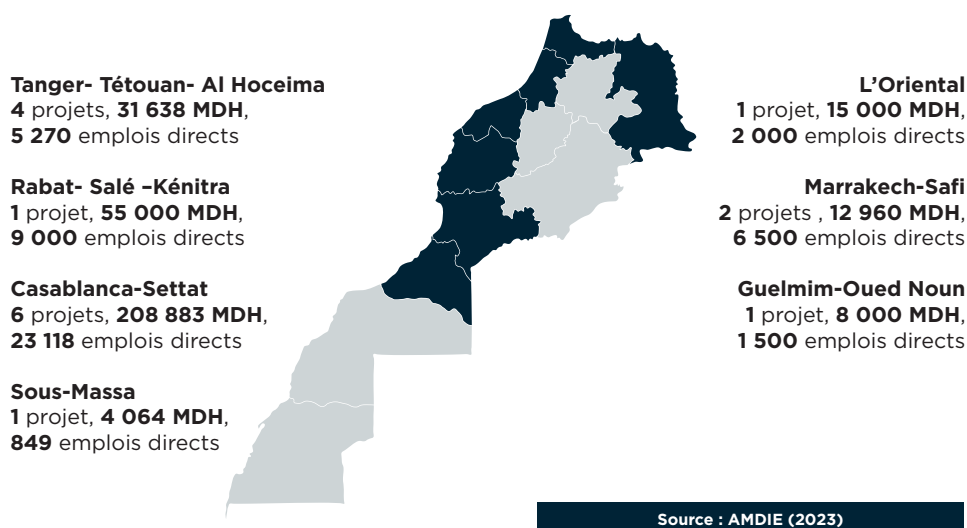 Tanger- Tétouan- Al Hoceima
4 projets, 31 638 MDH,
5 270 emplois directs
Rabat- Salé –Kénitra
1 projet, 55 000 MDH,
9 000 emplois directs
Casablanca-Settat
6 projets, 208 883 MDH,
23 118 emplois directs
Sous-Massa
1 projet, 4 064 MDH,
849 emplois directs
L’Oriental
1 projet, 15 000 MDH,
2 000 emplois directs
Marrakech-Safi
2 projets , 12 960 MDH,
6 500 emplois directs
Guelmim-Oued Noun
1 projet, 8 000 MDH,
1 500 emplois directs
Source : AMDIE (2023)